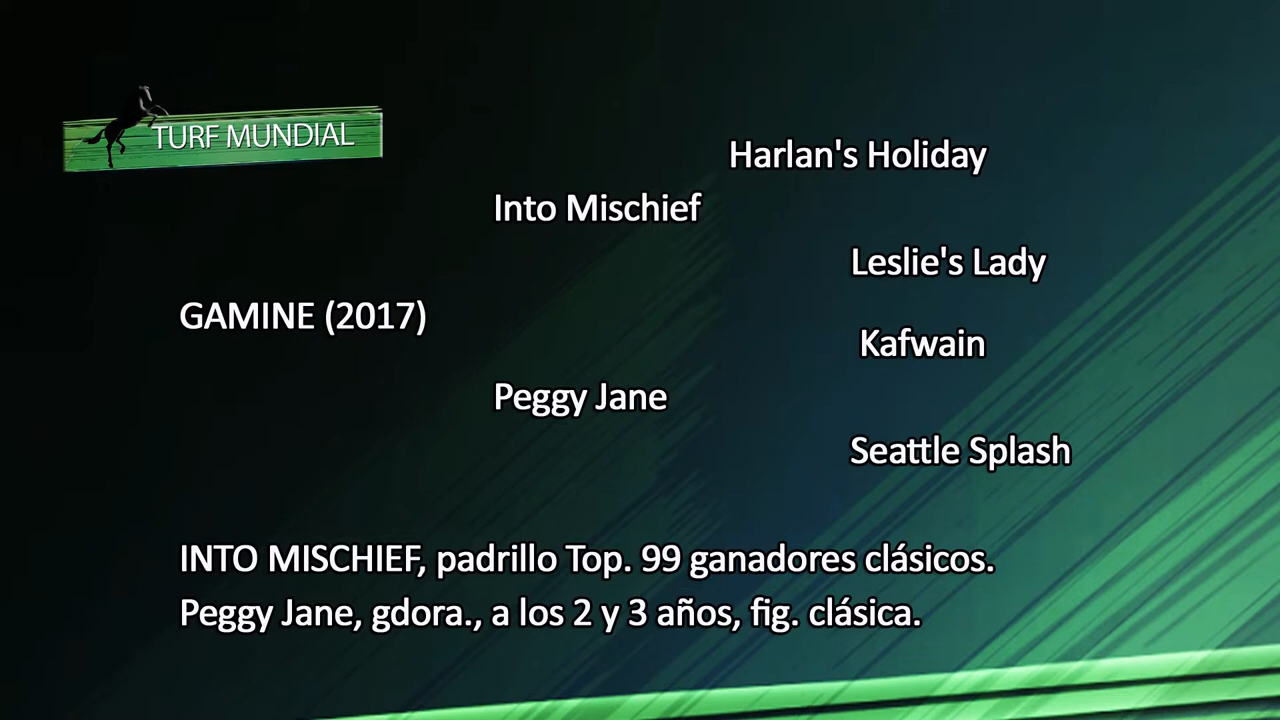 TURF MUNDIAL
Harlan's Holiday
Into Mischief
Leslie's Lady
GAMINE (2017)
Kafwain
Peggy Jane
Seattle Splash
INTO MISCHIEF, padrillo Top. 99 ganadores clásicos.
Peggy Jane, gdora., a los 2 y 3 años, fig. clásica.